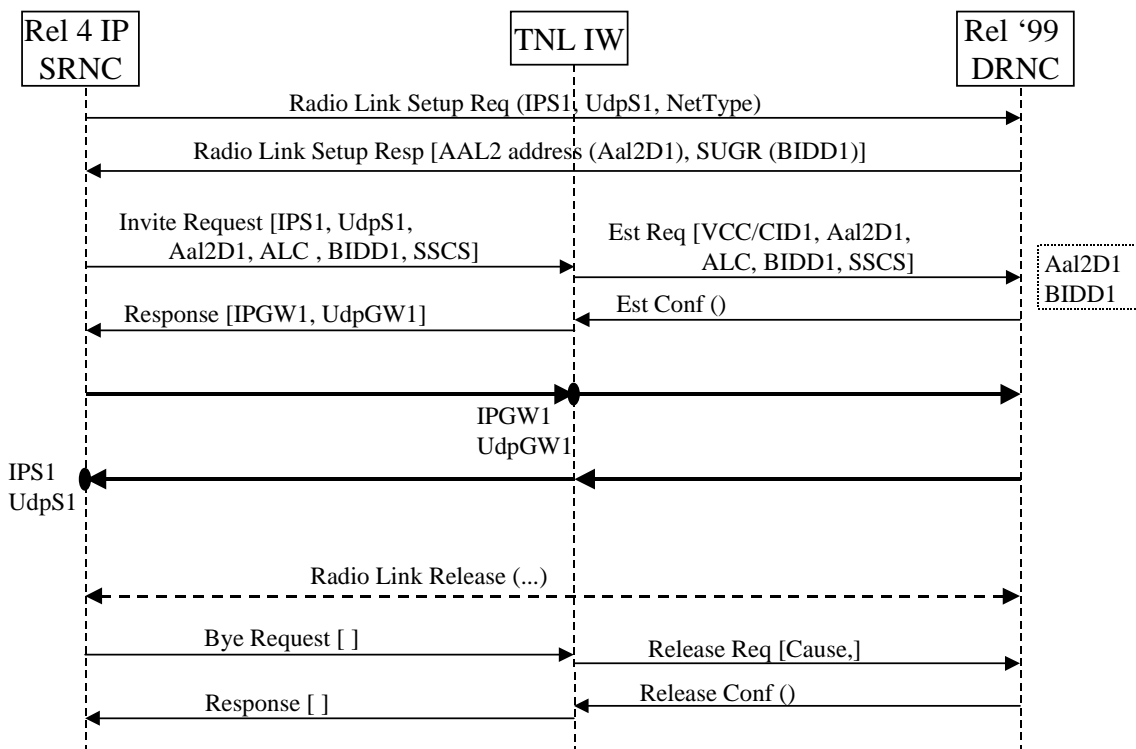 Rel 4 IP
SRNC
TNL IW
Rel ‘99
DRNC
Radio Link Setup Req (IPS1, UdpS1, NetType)
Radio Link Setup Resp [AAL2 address (Aal2D1), SUGR (BIDD1)]
Invite Request [IPS1, UdpS1,
Aal2D1, ALC , BIDD1, SSCS]
Est Req [VCC/CID1, Aal2D1,
ALC, BIDD1, SSCS]
Aal2D1
BIDD1
Response [IPGW1, UdpGW1]
Est Conf ()
IPGW1
UdpGW1
IPS1
UdpS1
Radio Link Release (...)
Bye Request [ ]
Release Req [Cause,]
Response [ ]
Release Conf ()